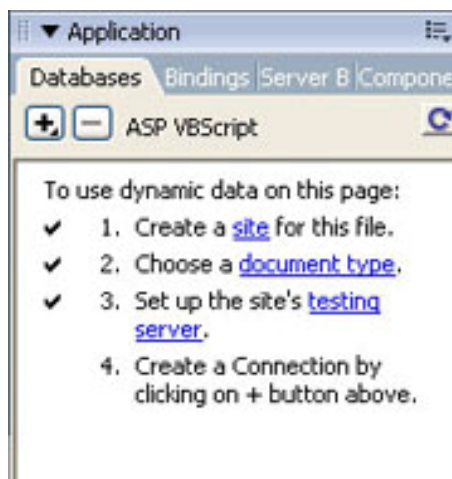 Application
Databases Bindings Server B Compone
ASP VBScript
To use dynamic data on this page:
1. Create a site for this file.
2. Choose a document type.
3. Set up the site's testing
server.
4. Create a Connection by
clicking on + button above.